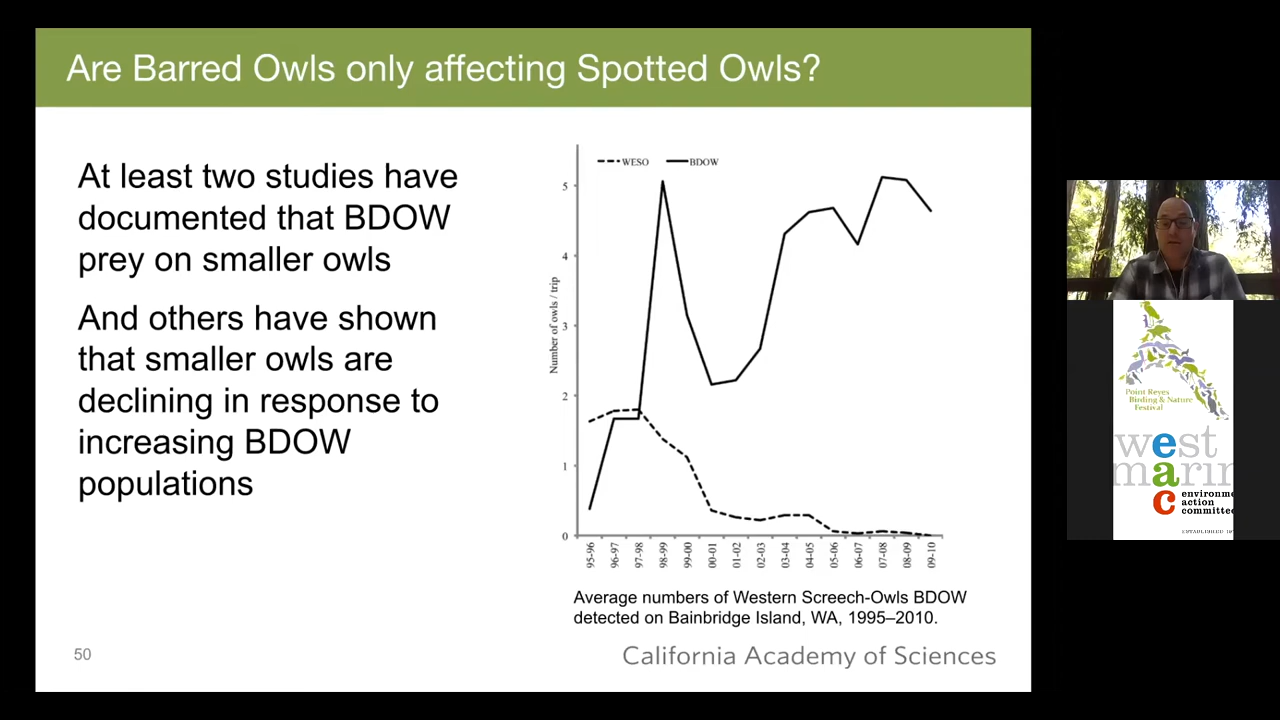 Are Barred Owls only affecting Spotted Owls?
At least two studies have
documented that BDOW
prey on smaller owls
And others have shown
that smaller owls are
declining in response to
increasing BDOW
populations
WESO BDOW
5
4
3
2
1
0
Number of owls / trip
95-96
96-97
97-98
98-99
99-00
00-01
01-02
02-03
03-04
04-05
05-06
06-07
07-08
08-09
09-10
Average numbers of Western Screech-Owls BDOW
detected on Bainbridge Island, WA, 1995–2010.
50
California Academy of Sciences
Point Reyes
Birding & Nature
Festival
west
marin
eac
environme
action
committee
ESTABLISHED